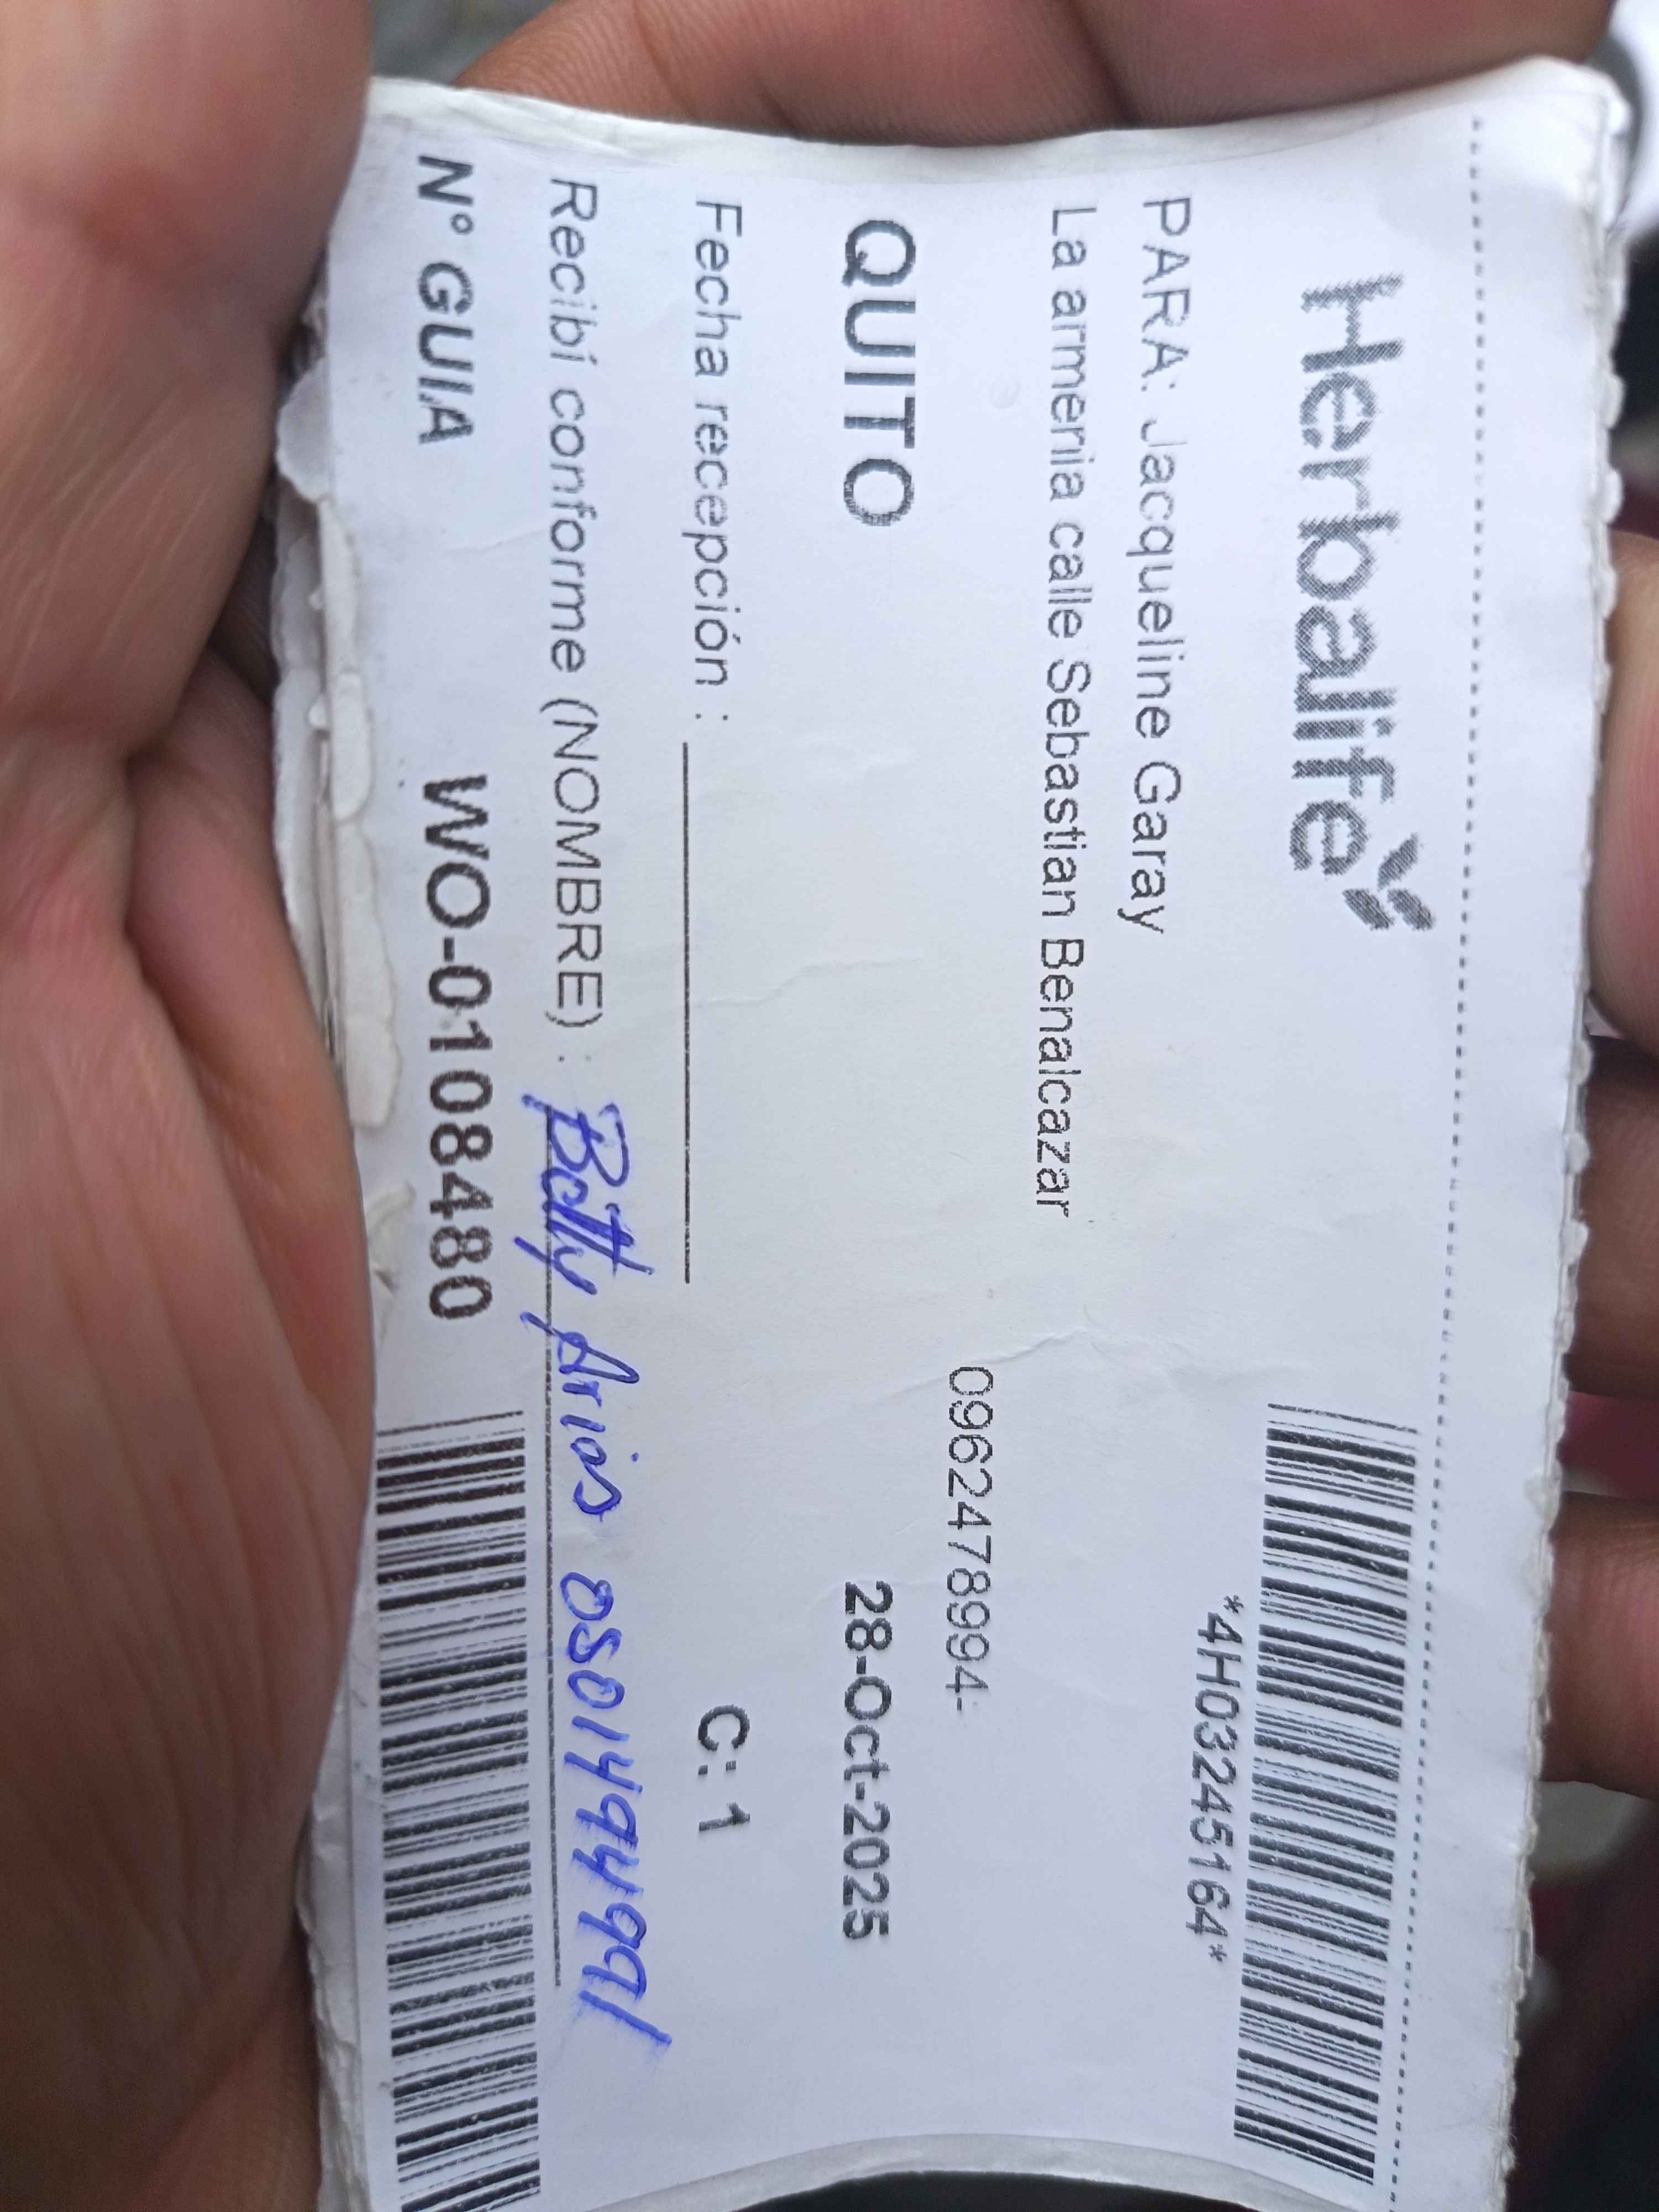 Herbalife
*4H03245164*
PARA: Jacqueline Garay
La armenia calle Sebastian Benalcazar
0962478994-
QUITO
28-Oct-2025
Fecha recepción :
C: 1
Recibí conforme (NOMBRE) : Betty Arias 0501494991
N° GUIA
WO-0108480